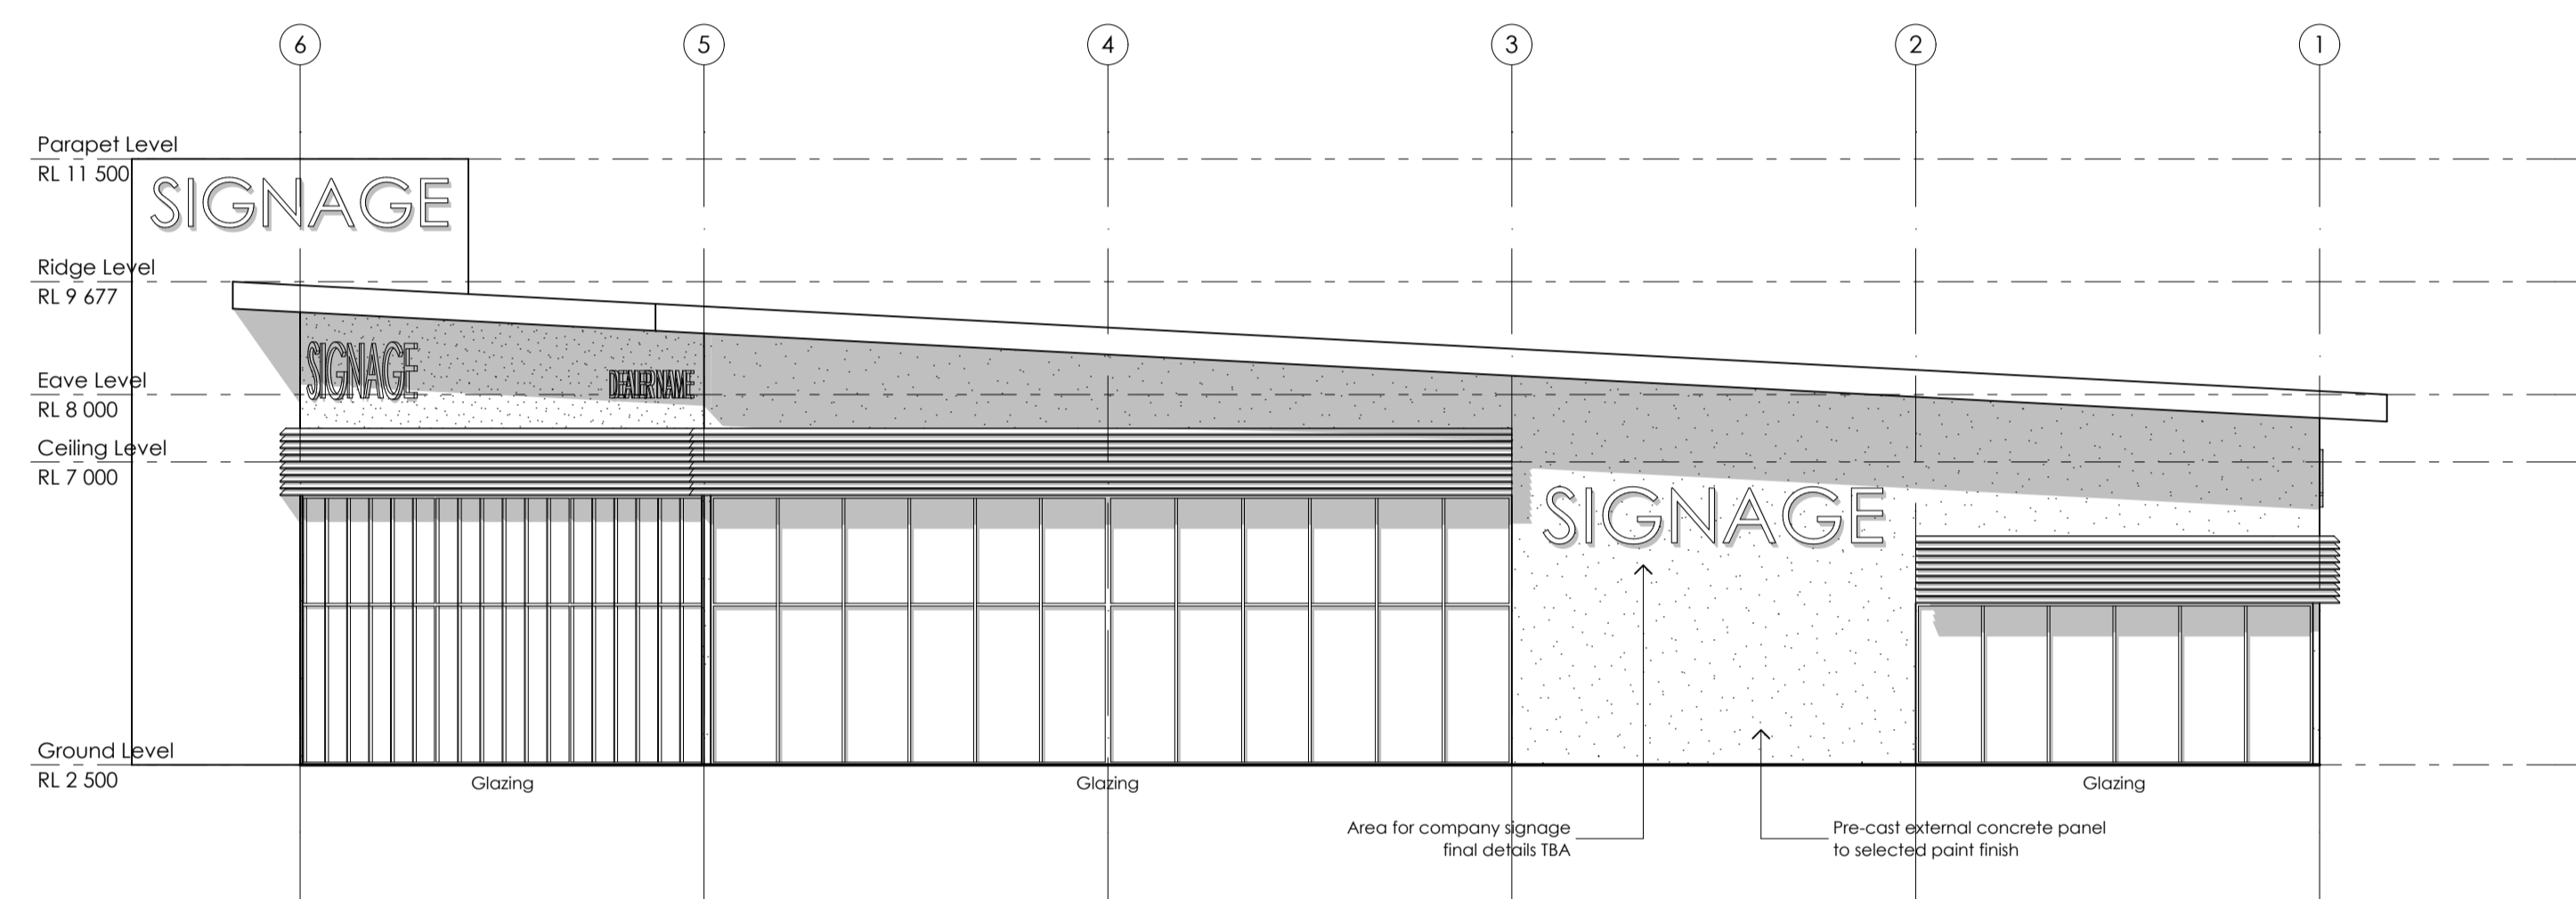 6 5 4 3 2 1
Parapet Level
RL 11 500
SIGNAGE
Ridge Level
RL 9 677
SIGNAGE
DEALER NAME
Eave Level
RL 8 000
Ceiling Level
RL 7 000
SIGNAGE
Ground Level
RL 2 500
Glazing Glazing Glazing
Area for company signage
final details TBA
Pre-cast external concrete panel
to selected paint finish